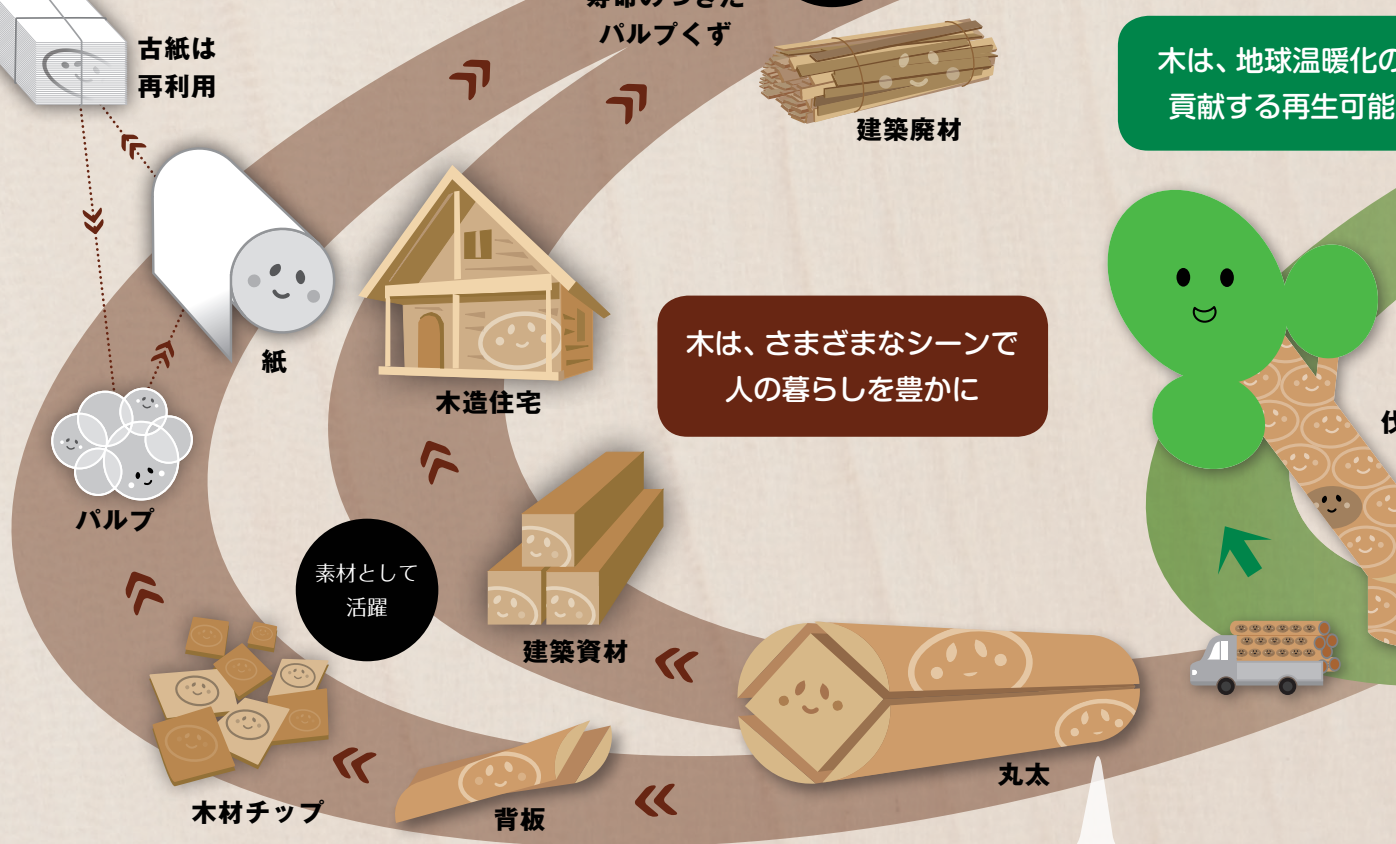 パルプくず
古紙は
再利用
建築廃材
木は、地球温暖化の
貢献する再生可能
紙
木造住宅
木は、さまざまなシーンで
人の暮らしを豊かに
パルプ
素材として
活躍
建築資材
丸太
木材チップ
背板